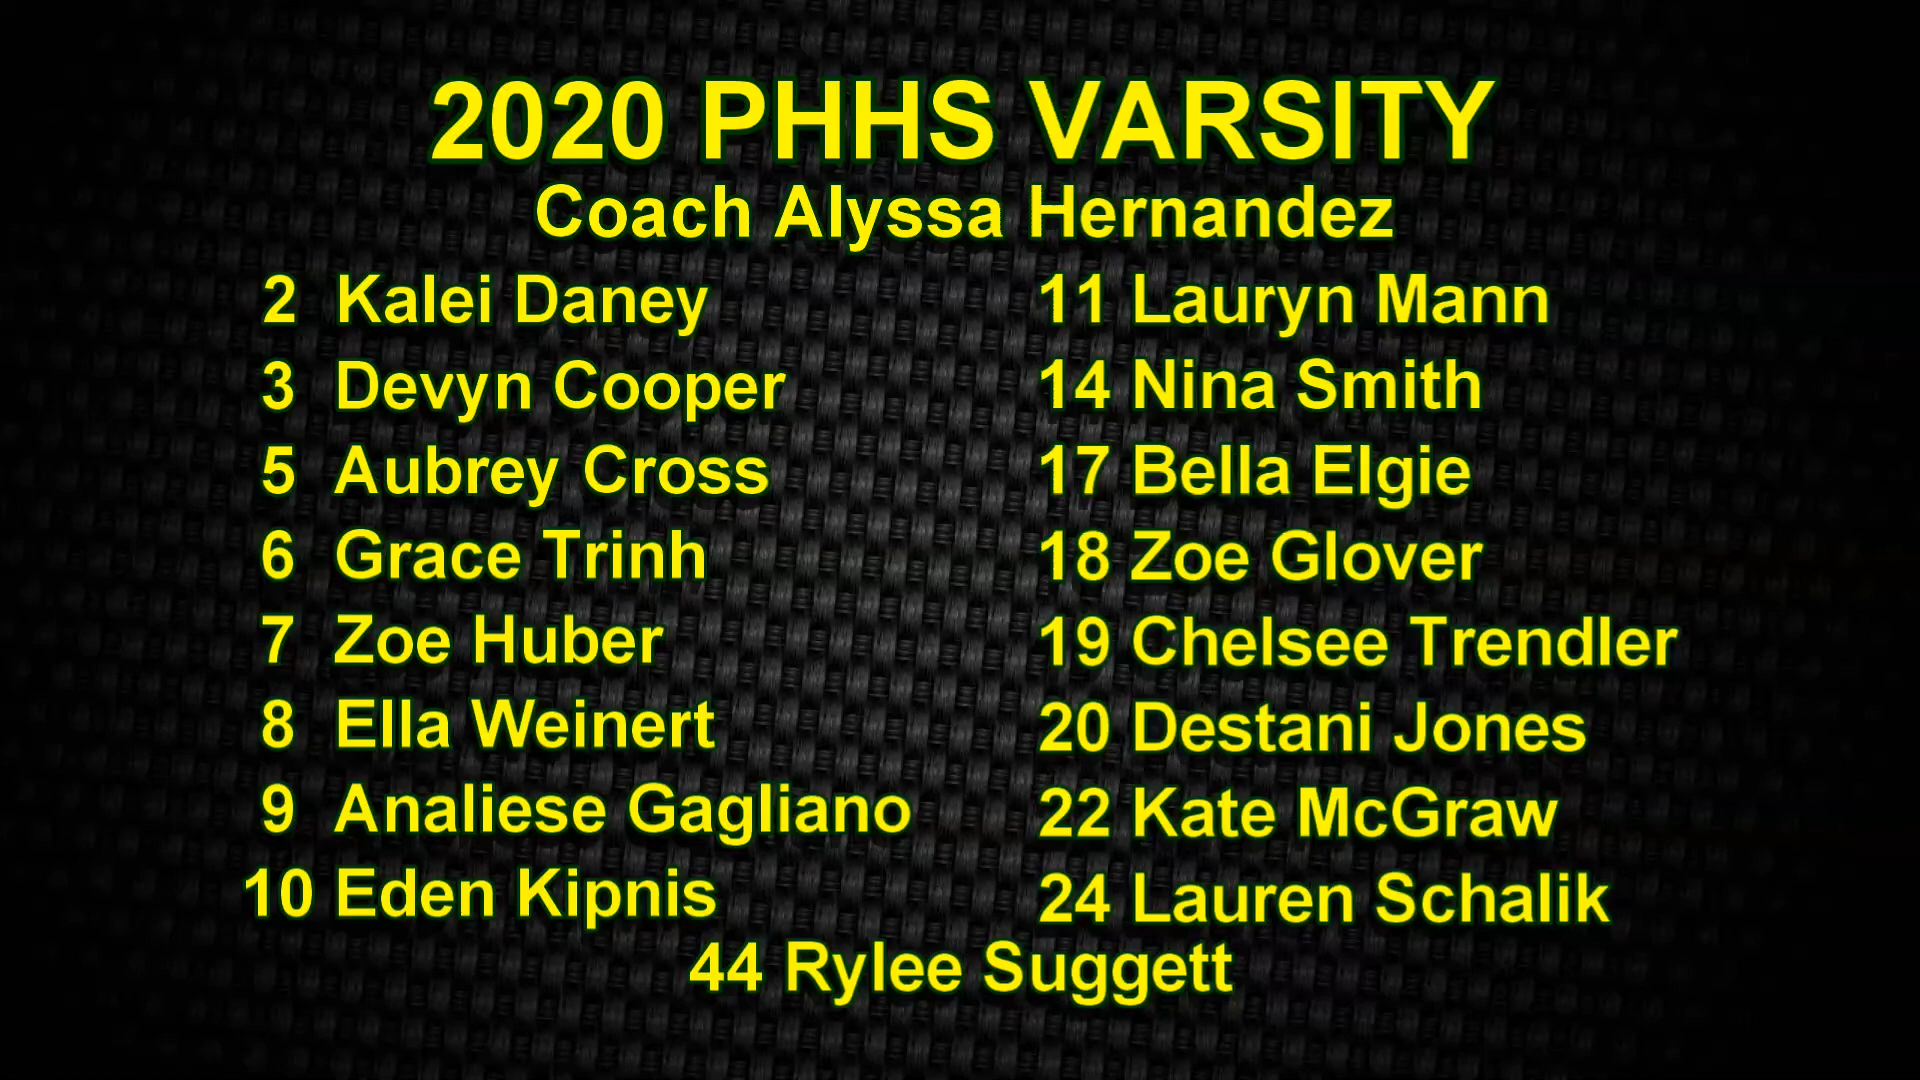 2020 PHHS VARSITY
Coach Alyssa Hernandez
2 Kalei Daney
3 Devyn Cooper
5 Aubrey Cross
6 Grace Trinh
7 Zoe Huber
8 Ella Weinert
9 Analiese Gagliano
10 Eden Kipnis
11 Lauryn Mann
14 Nina Smith
17 Bella Elgie
18 Zoe Glover
19 Chelsee Trendler
20 Destani Jones
22 Kate McGraw
24 Lauren Schalik
44 Rylee Suggett